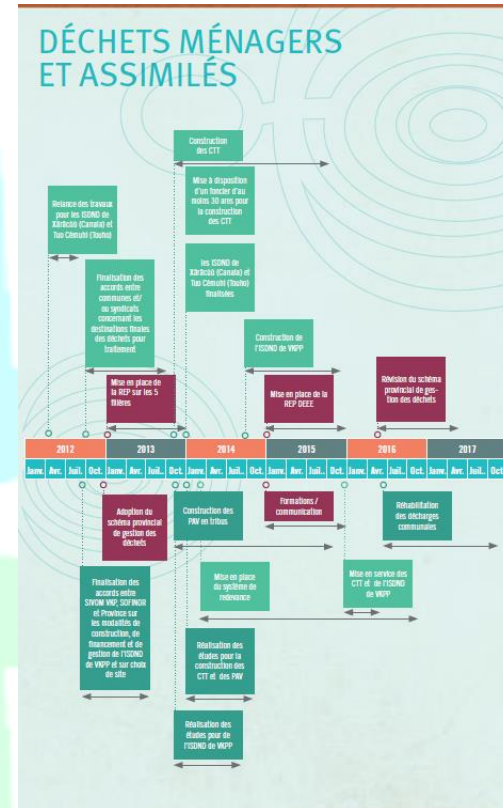 DÉCHETS MÉNAGERS
ET ASSIMILÉS
Construction
des CTT
Mise à disposition
d'un foncier d'au
moins 30 ares pour
la construction
des CTT
Relance des travaux
pour les ISDND de
Xârâcùù (Canala) et
Tuo Cèmuhî (Touho)
les ISDND de
Xârâcùù (Canala) et
Tuo Cèmuhî (Touho)
finalisées
Finalisation des
accords entre
communes et/
ou syndicats
concernant les
destinations finales
des déchets pour
traitement
Construction de
l'ISDND de VKPP
Mise en place de
la REP sur les 5
filières
Mise en place de la
REP DEEE
Révision du schéma
provincial de ges-
tion des déchets
2012 2013 2014 2015 2016 2017
Janv. Avr. Juil.. Oct. Janv. Avr. Juil.. Oct. Janv. Avr. Juil.. Oct. Janv. Avr. Juil.. Oct. Janv. Avr. Juil.. Oct. Janv. Avr. Juil.. Oct.
Adoption du
schéma provincial
de gestion des
déchets
Construction des
PAV en tribus
Formations /
communication
Réhabilitation
des décharges
communales
Finalisation des
accords entre
SIVOM VKP, SOFINOR
et Province sur
les modalités de
construction, de
financement et de
gestion de l'ISDND
de VKPP et sur choix
de site
Mise en place
du système de
redevance
Mise en service des
CTT et de l'ISDND
de VKPP
Réalisation des
études pour la
construction des
CTT et des PAV
Réalisation des
études pour de
l'ISDND de VKPP